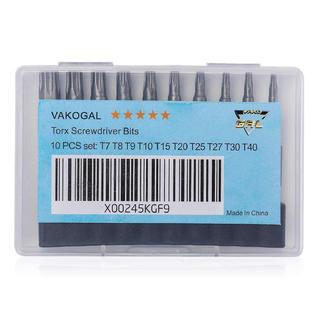 VAKOGAL
Torx Screwdriver Bits
10 PCS set: T7 T8 T9 T10 T15 T20 T25 T27 T30 T40
X00245KGF9
Made in China